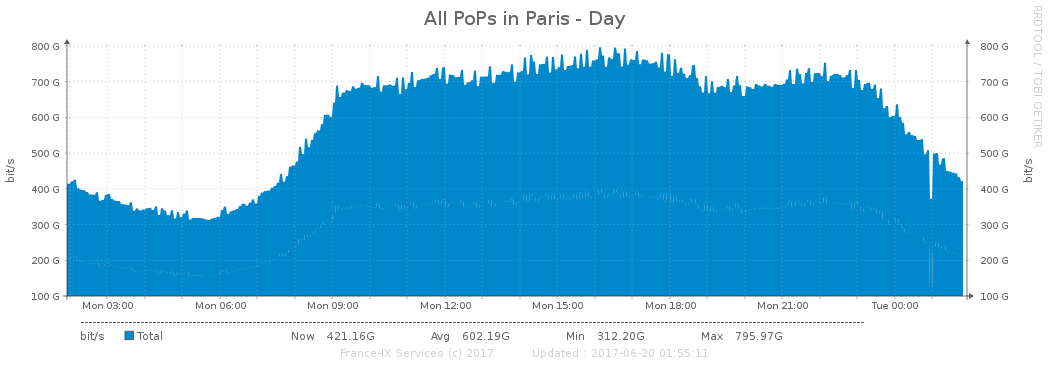 All PoPs in Paris - Day
RRDTOOL / TOBI OETIKER
bit/s
800 G
700 G
600 G
500 G
400 G
300 G
200 G
100 G
800 G
700 G
600 G
500 G
400 G
300 G
200 G
100 G
bit/s
Mon 03:00 Mon 06:00 Mon 09:00 Mon 12:00 Mon 15:00 Mon 18:00 Mon 21:00 Tue 00:00
bit/s Total Now 421.16G Avg 602.19G Min 312.20G Max 795.97G
France-IX Services (c) 2017 Updated : 2017-06-20 01:55:11